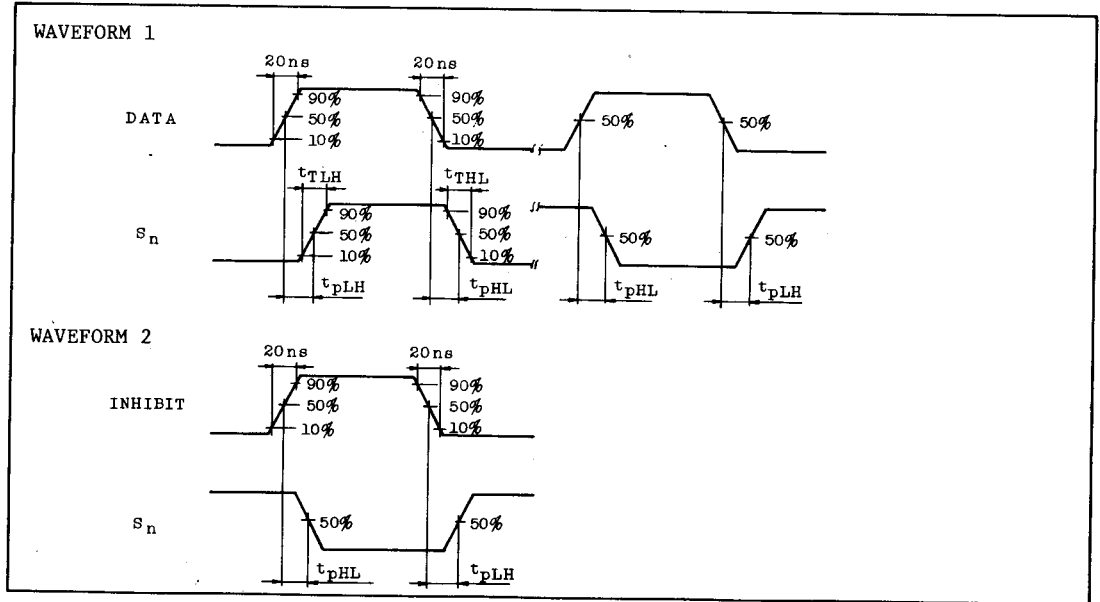 WAVEFORM 1
20ns 20ns
90% 90%
DATA 50% 50% 50% 50%
10% 10%
tTLH tTHL
90% 90%
Sn 50% 50% 50% 50%
10% 10%
tpLH tpHL tpHL tpLH
WAVEFORM 2
20ns 20ns
90% 90%
INHIBIT 50% 50%
10% 10%
Sn 50% 50%
tpHL tpLH